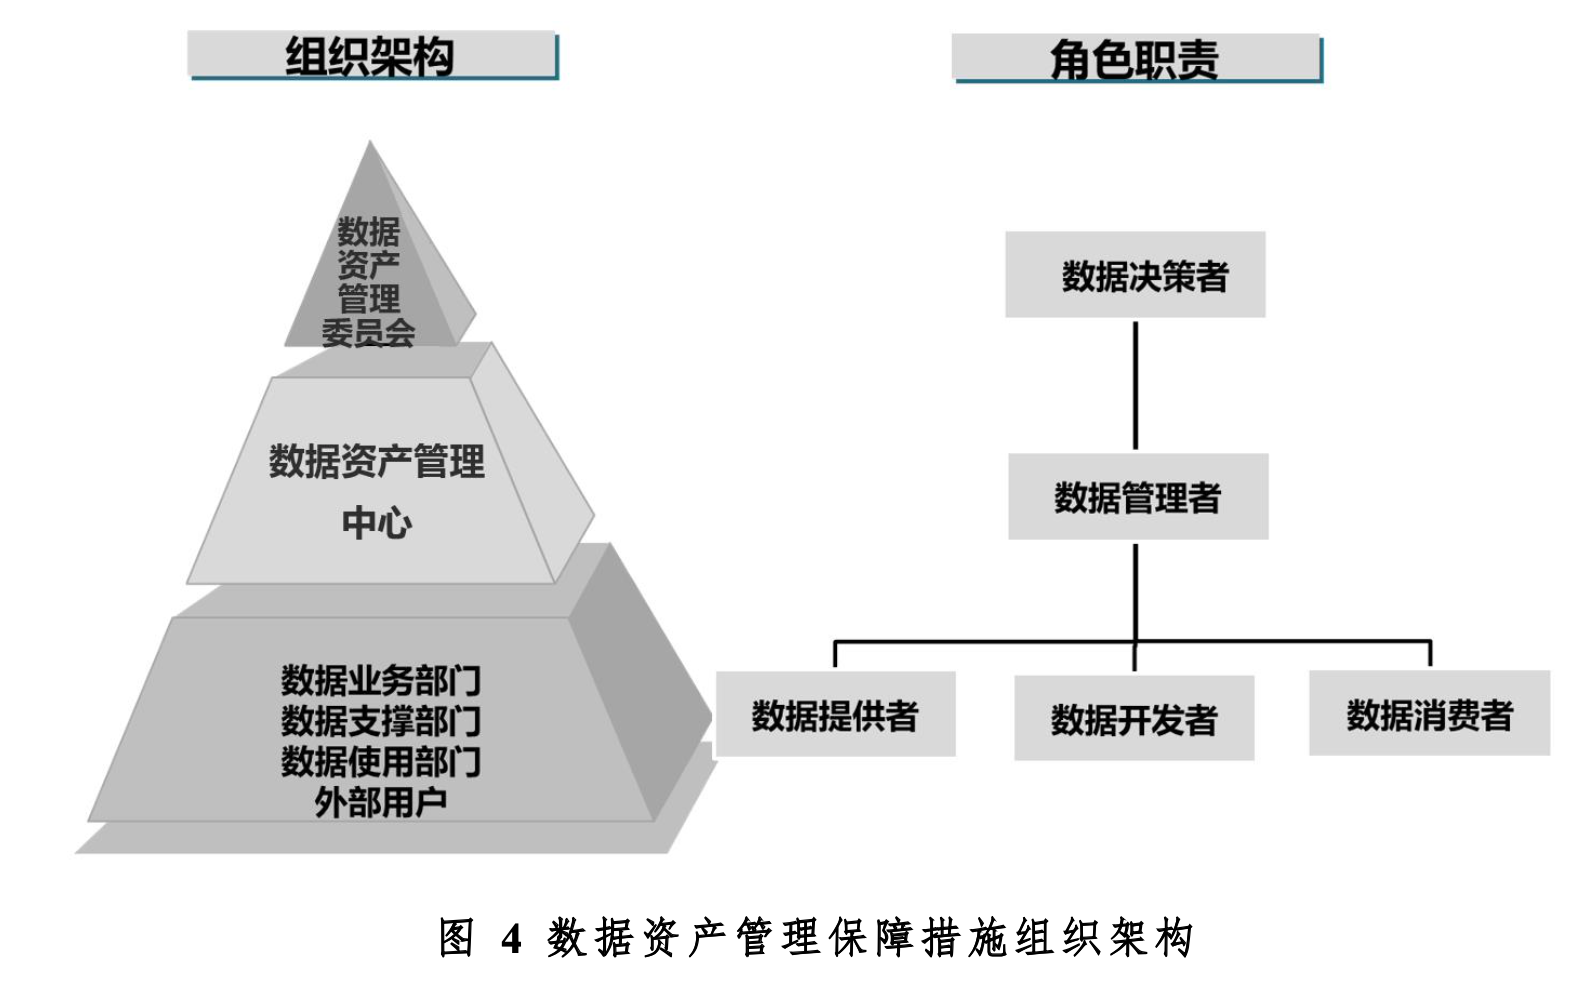 组织架构
角色职责
数据
资产
管理
委员会
数据资产管理
中心
数据业务部门
数据支撑部门
数据使用部门
外部用户
数据决策者
数据管理者
数据提供者
数据开发者
数据消费者
图 4 数据资产管理保障措施组织架构